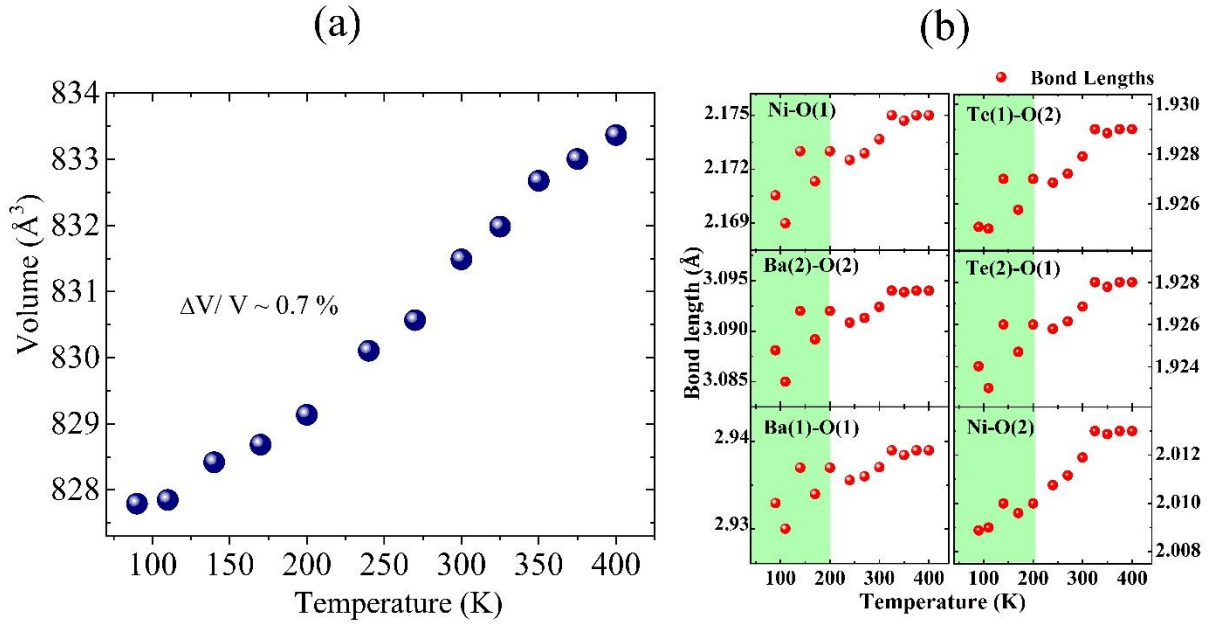 (a)
834
833
832
831
830
829
828
Volume (Å³)
ΔV/ V ~ 0.7 %
100 150 200 250 300 350 400
Temperature (K)
(b)
Bond Lengths
Bond length (Å)
Ni-O(1)
2.175
2.172
2.169
Te(1)-O(2)
1.930
1.928
1.926
Ba(2)-O(2)
3.095
3.090
3.085
Te(2)-O(1)
1.928
1.926
1.924
Ba(1)-O(1)
2.94
2.93
Ni-O(2)
2.012
2.010
2.008
100 200 300 400 100 200 300 400
Temperature (K)